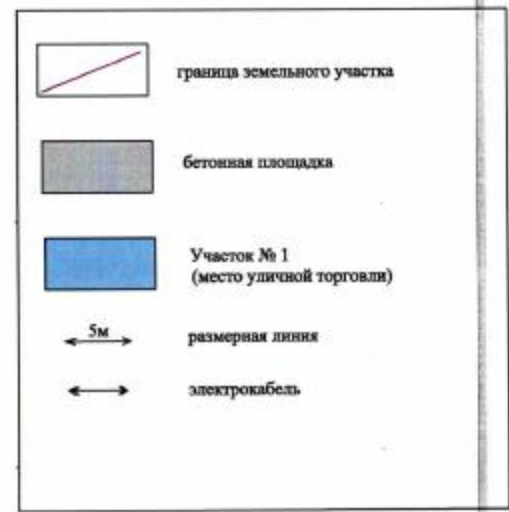 граница земельного участка
бетонная площадка
Участок № 1
(место уличной торговли)
5м
размерная линия
электрокабель